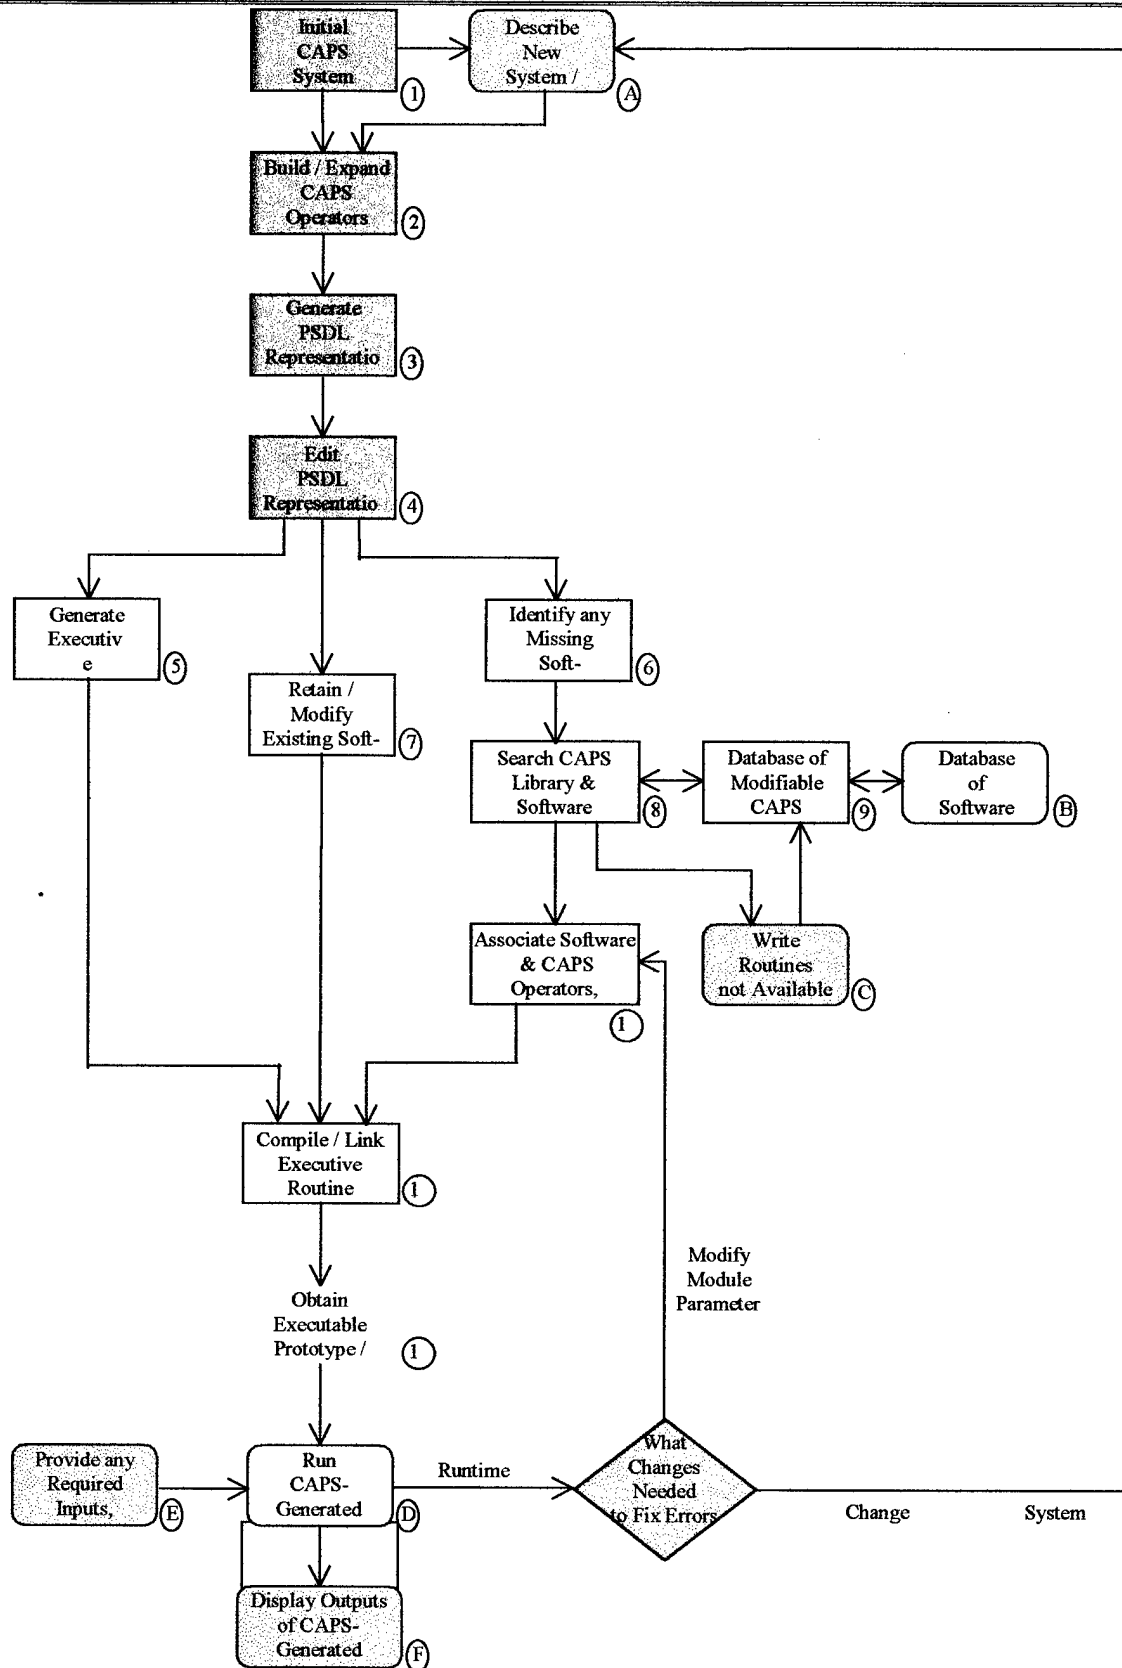 Initial
CAPS
System
1
Describe
New
System /
A
Build / Expand
CAPS
Operators
2
Generate
PSDL
Representatio
3
Edit
PSDL
Representatio
4
Generate
Executiv
e
5
Identify any
Missing
Soft-
6
Retain /
Modify
Existing Soft-
7
Search CAPS
Library &
Software
8
Database of
Modifiable
CAPS
9
Database
of
Software
B
Associate Software
& CAPS
Operators,
1
Write
Routines
not Available
C
Compile / Link
Executive
Routine
1
Modify
Module
Parameter
Obtain
Executable
Prototype /
1
Provide any
Required
Inputs,
E
Run
CAPS-
Generated
D
Runtime
What
Changes
Needed
to Fix Errors
Change System
Display Outputs
of CAPS-
Generated
F